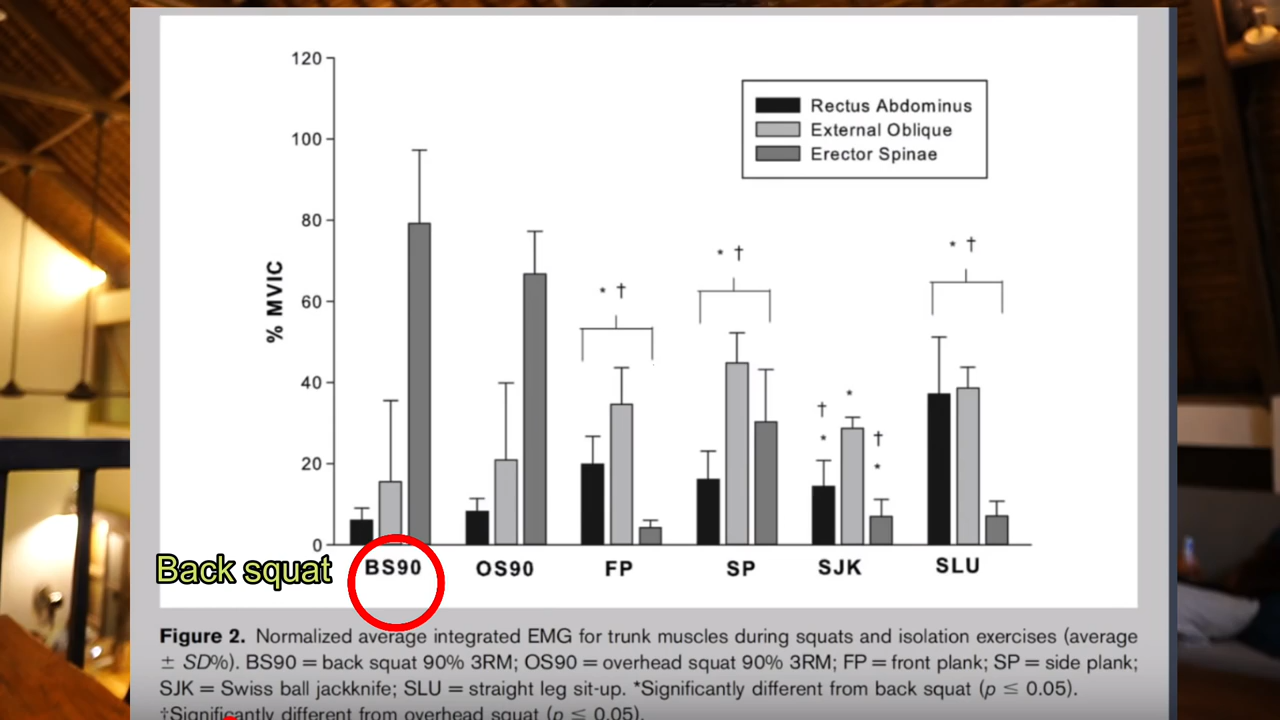 120
100
80
60
40
20
0
% MVIC
Rectus Abdominus
External Oblique
Erector Spinae
* †
* †
† * * † *
* †
Back squat BS90 OS90 FP SP SJK SLU
Figure 2. Normalized average integrated EMG for trunk muscles during squats and isolation exercises (average
± SD%). BS90 = back squat 90% 3RM; OS90 = overhead squat 90% 3RM; FP = front plank; SP = side plank;
SJK = Swiss ball jackknife; SLU = straight leg sit-up. *Significantly different from back squat (p ≤ 0.05).
†Significantly different from overhead squat (p ≤ 0.05).